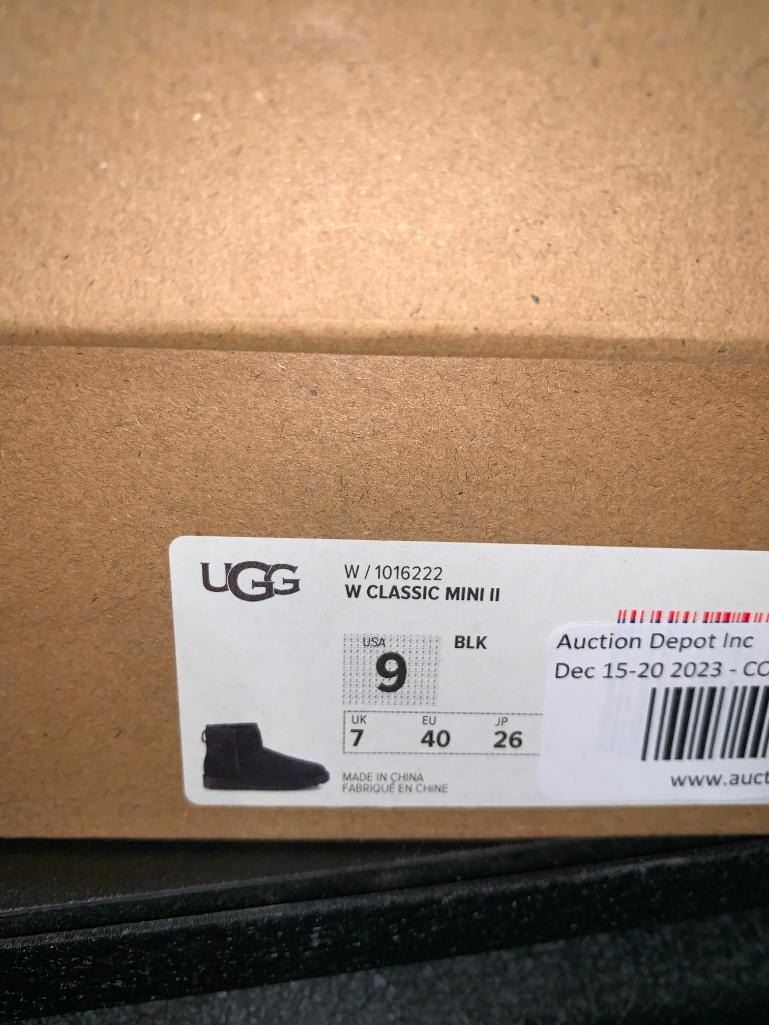 UGG
W / 1016222
W CLASSIC MINI II
USA
9
BLK
UK EU JP
7 40 26
MADE IN CHINA
FABRIQUÉ EN CHINE
Auction Depot Inc
Dec 15-20 2023 - CO
www.auct